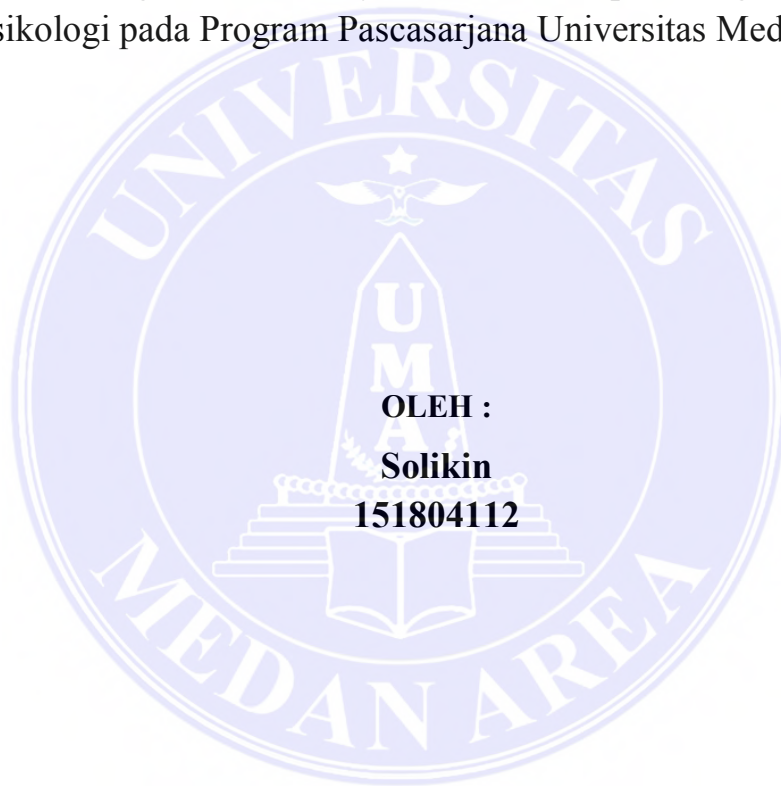 sikologi pada Program Pascasarjana Universitas Med
UNIVERSITAS
U
M
A
OLEH :
Solikin
151804112
MEDAN AREA